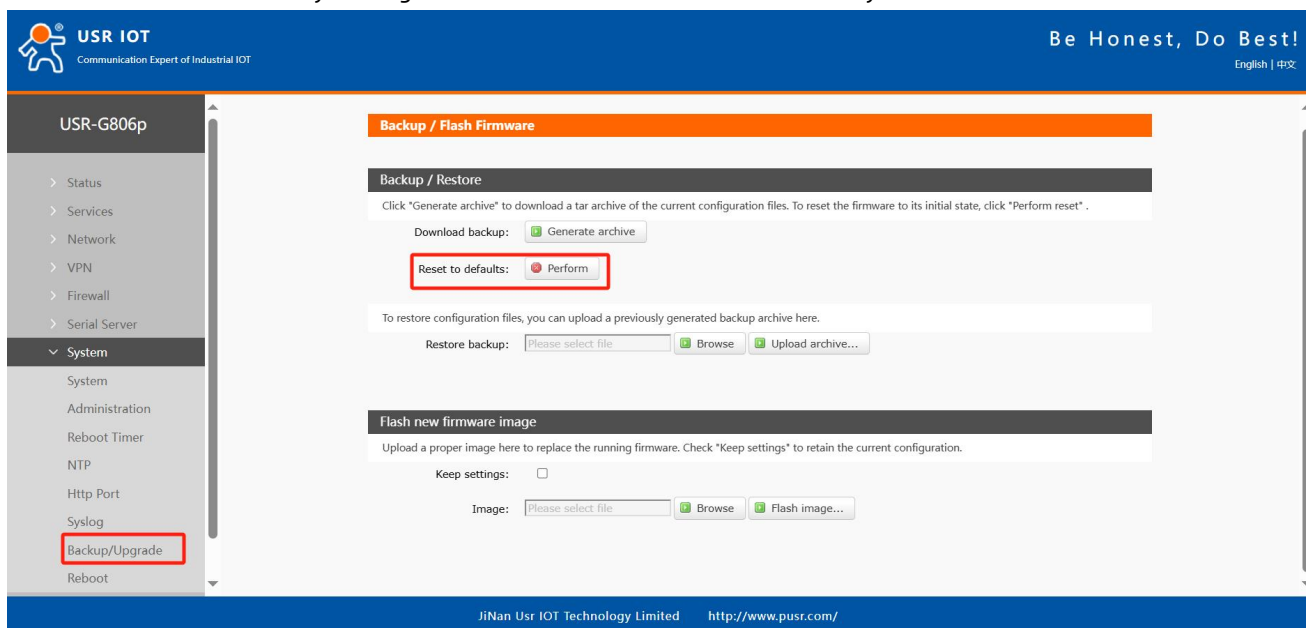 USR IOT
Communication Expert of Industrial IOT
Be Honest, Do Best!
English | 中文
USR-G806p
Status
Services
Network
VPN
Firewall
Serial Server
System
System
Administration
Reboot Timer
NTP
Http Port
Syslog
Backup/Upgrade
Reboot
Backup / Flash Firmware
Backup / Restore
Click "Generate archive" to download a tar archive of the current configuration files. To reset the firmware to its initial state, click "Perform reset" .
Download backup: Generate archive
Reset to defaults: Perform
To restore configuration files, you can upload a previously generated backup archive here.
Restore backup: Please select file Browse Upload archive...
Flash new firmware image
Upload a proper image here to replace the running firmware. Check "Keep settings" to retain the current configuration.
Keep settings:
Image: Please select file Browse Flash image...
JiNan Usr IOT Technology Limited http://www.pusr.com/